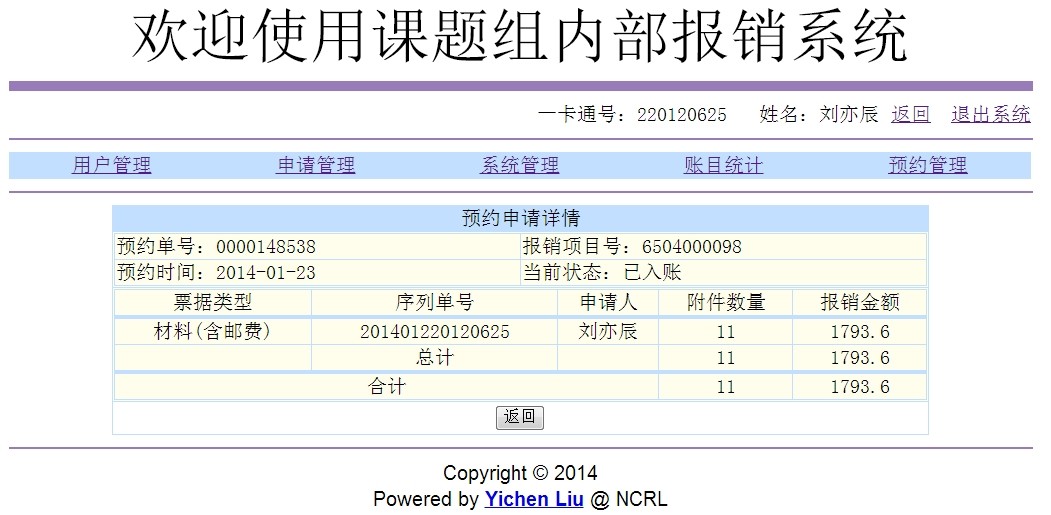 欢迎使用课题组内部报销系统
一卡通号：220120625 姓名：刘亦辰 返回 退出系统
用户管理 申请管理 系统管理 账目统计 预约管理
预约申请详情
预约单号：0000148538 报销项目号：6504000098
预约时间：2014-01-23 当前状态：已入账
票据类型 序列单号 申请人 附件数量 报销金额
材料(含邮费) 201401220120625 刘亦辰 11 1793.6
总计 11 1793.6
合计 11 1793.6
返回
Copyright © 2014
Powered by Yichen Liu @ NCRL